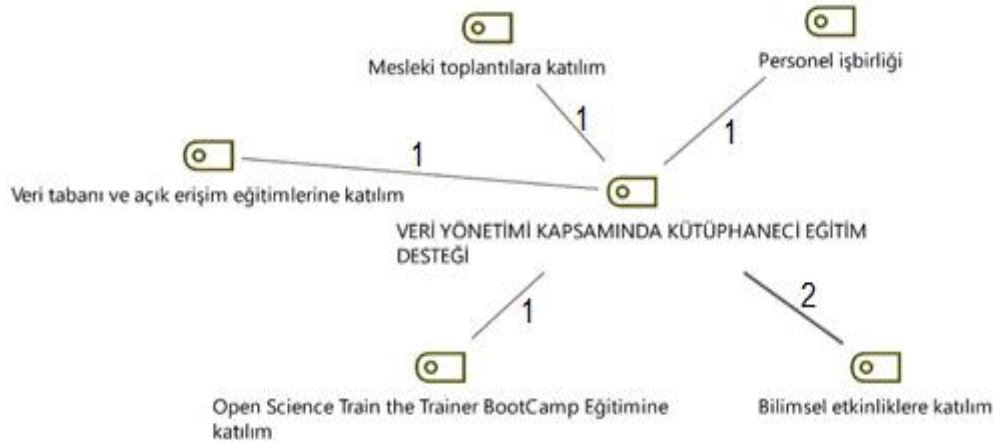 Mesleki toplantılara katılım
Personel işbirliği
1
1
1
Veri tabanı ve açık erişim eğitimlerine katılım
VERİ YÖNETİMİ KAPSAMINDA KÜTÜPHANECİ EĞİTİM
DESTEĞİ
1
2
Open Science Train the Trainer BootCamp Eğitimine
katılım
Bilimsel etkinliklere katılım